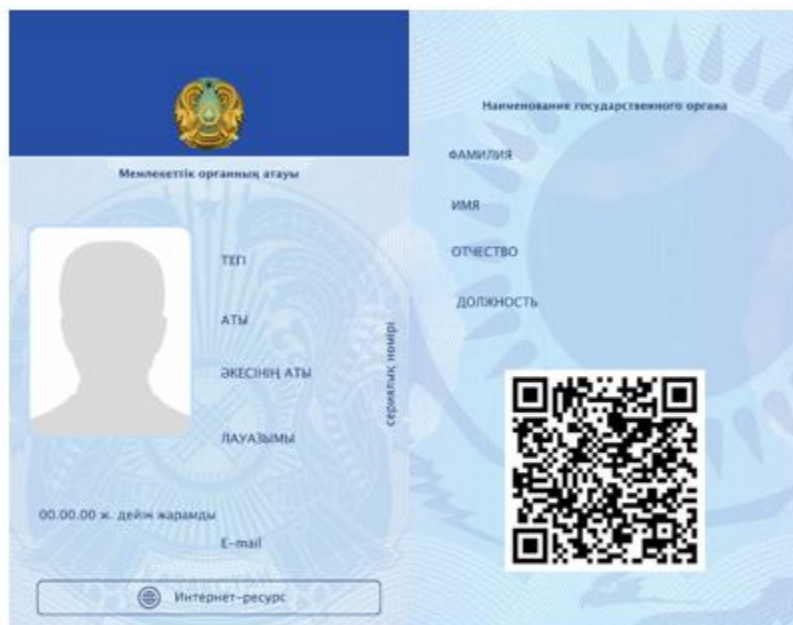 Мемлекеттік органның атауы
ТЕГІ
АТЫ
ӘКЕСІНІҢ АТЫ
ЛАУАЗЫМЫ
сериялық номірі
00.00.00 ж. дейін жарамды
E-mail
Интернет-ресурс
Наименование государственного органа
ФАМИЛИЯ
ИМЯ
ОТЧЕСТВО
ДОЛЖНОСТЬ